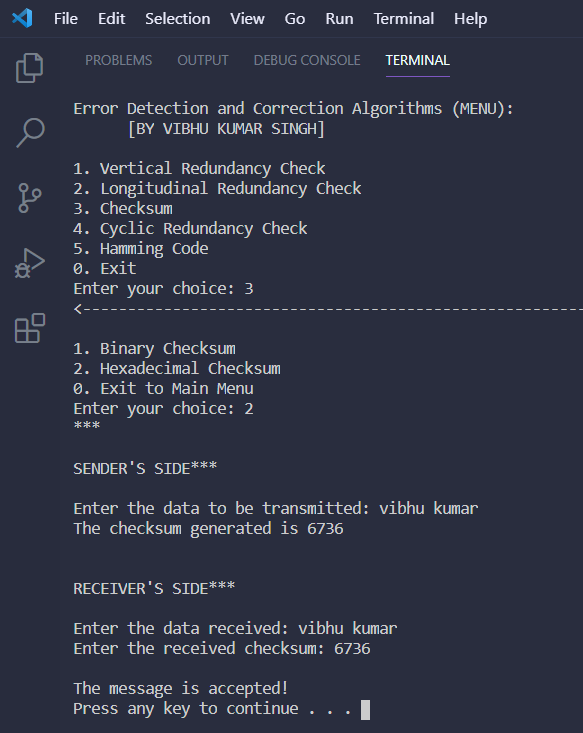 File Edit Selection View Go Run Terminal Help
PROBLEMS OUTPUT DEBUG CONSOLE TERMINAL
Error Detection and Correction Algorithms (MENU):
[BY VIBHU KUMAR SINGH]
1. Vertical Redundancy Check
2. Longitudinal Redundancy Check
3. Checksum
4. Cyclic Redundancy Check
5. Hamming Code
0. Exit
Enter your choice: 3
<--------------------------------------------------------
1. Binary Checksum
2. Hexadecimal Checksum
0. Exit to Main Menu
Enter your choice: 2
***
SENDER'S SIDE***
Enter the data to be transmitted: vibhu kumar
The checksum generated is 6736
RECEIVER'S SIDE***
Enter the data received: vibhu kumar
Enter the received checksum: 6736
The message is accepted!
Press any key to continue . . .